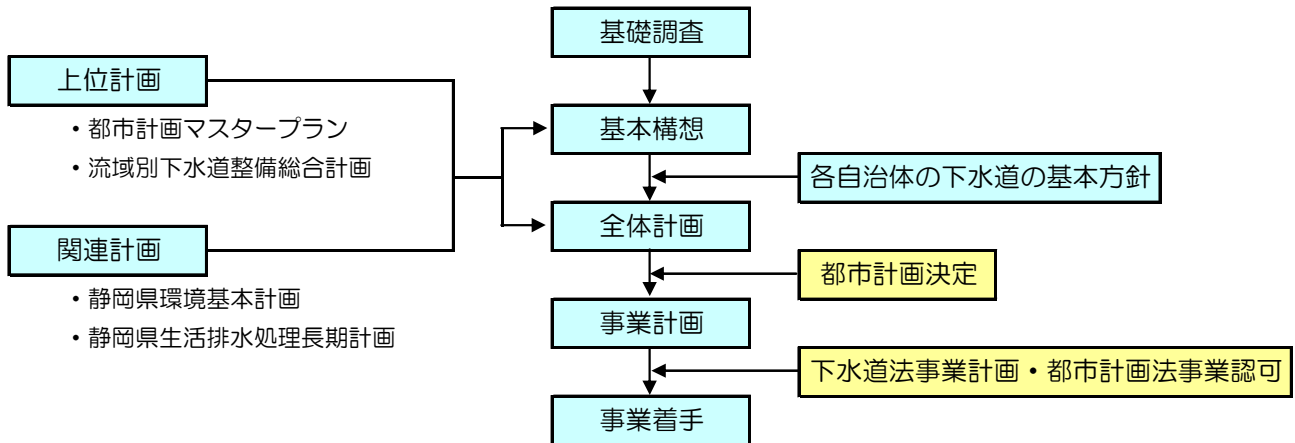 基礎調査
上位計画
・都市計画マスタープラン
・流域別下水道整備総合計画
基本構想
各自治体の下水道の基本方針
全体計画
関連計画
・静岡県環境基本計画
・静岡県生活排水処理長期計画
都市計画決定
事業計画
下水道法事業計画・都市計画法事業認可
事業着手